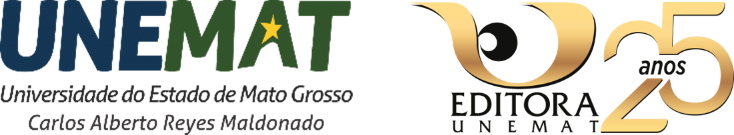 UNEMAT
Universidade do Estado de Mato Grosso
Carlos Alberto Reyes Maldonado
EDITORA
UNEMAT
25
anos